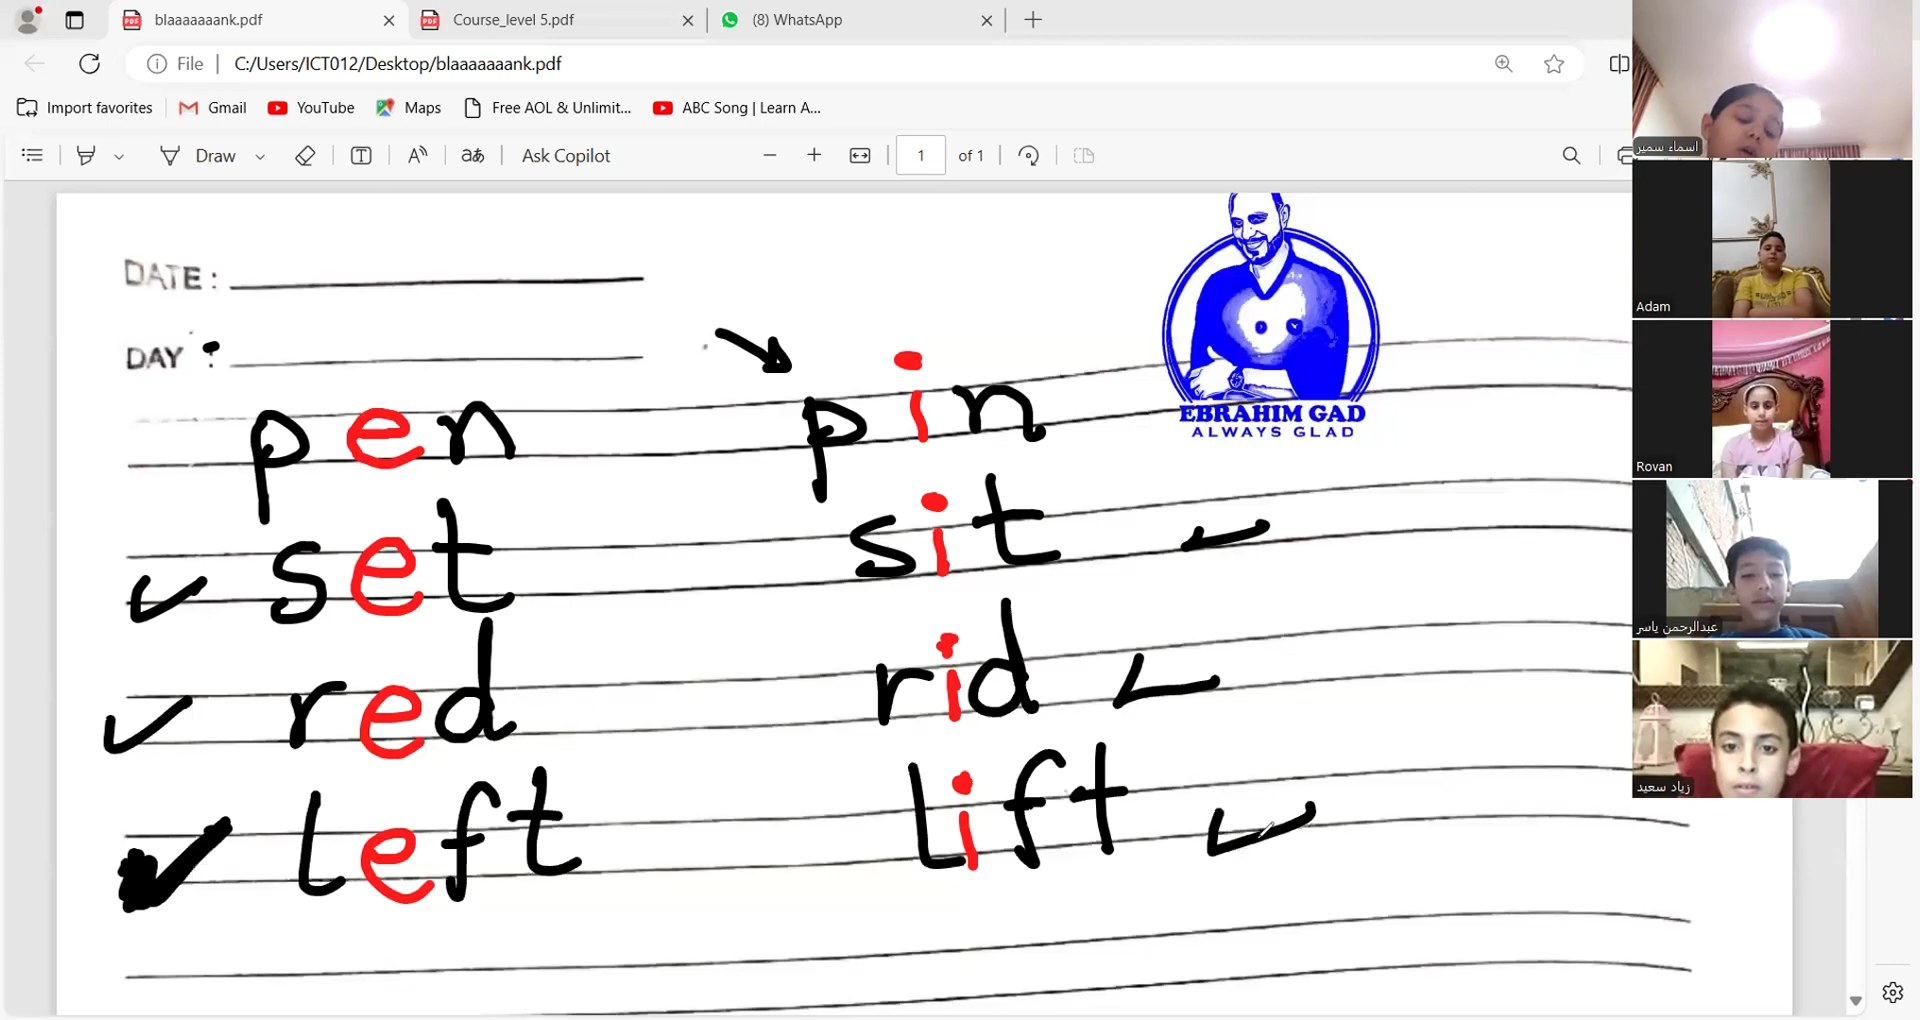 blaaaaaaank.pdf
Course_level 5.pdf
(8) WhatsApp
File C:/Users/ICT012/Desktop/blaaaaaaank.pdf
Import favorites
Gmail
YouTube
Maps
Free AOL & Unlimit...
ABC Song | Learn A...
Draw
Ask Copilot
1 of 1
DATE :
DAY :
EBRAHIM GAD
ALWAYS GLAD
pen pin
set sit
red rid
left lift
اسماء سمير
Adam
Rovan
عبدالرحمن ياسر
زياد سعيد